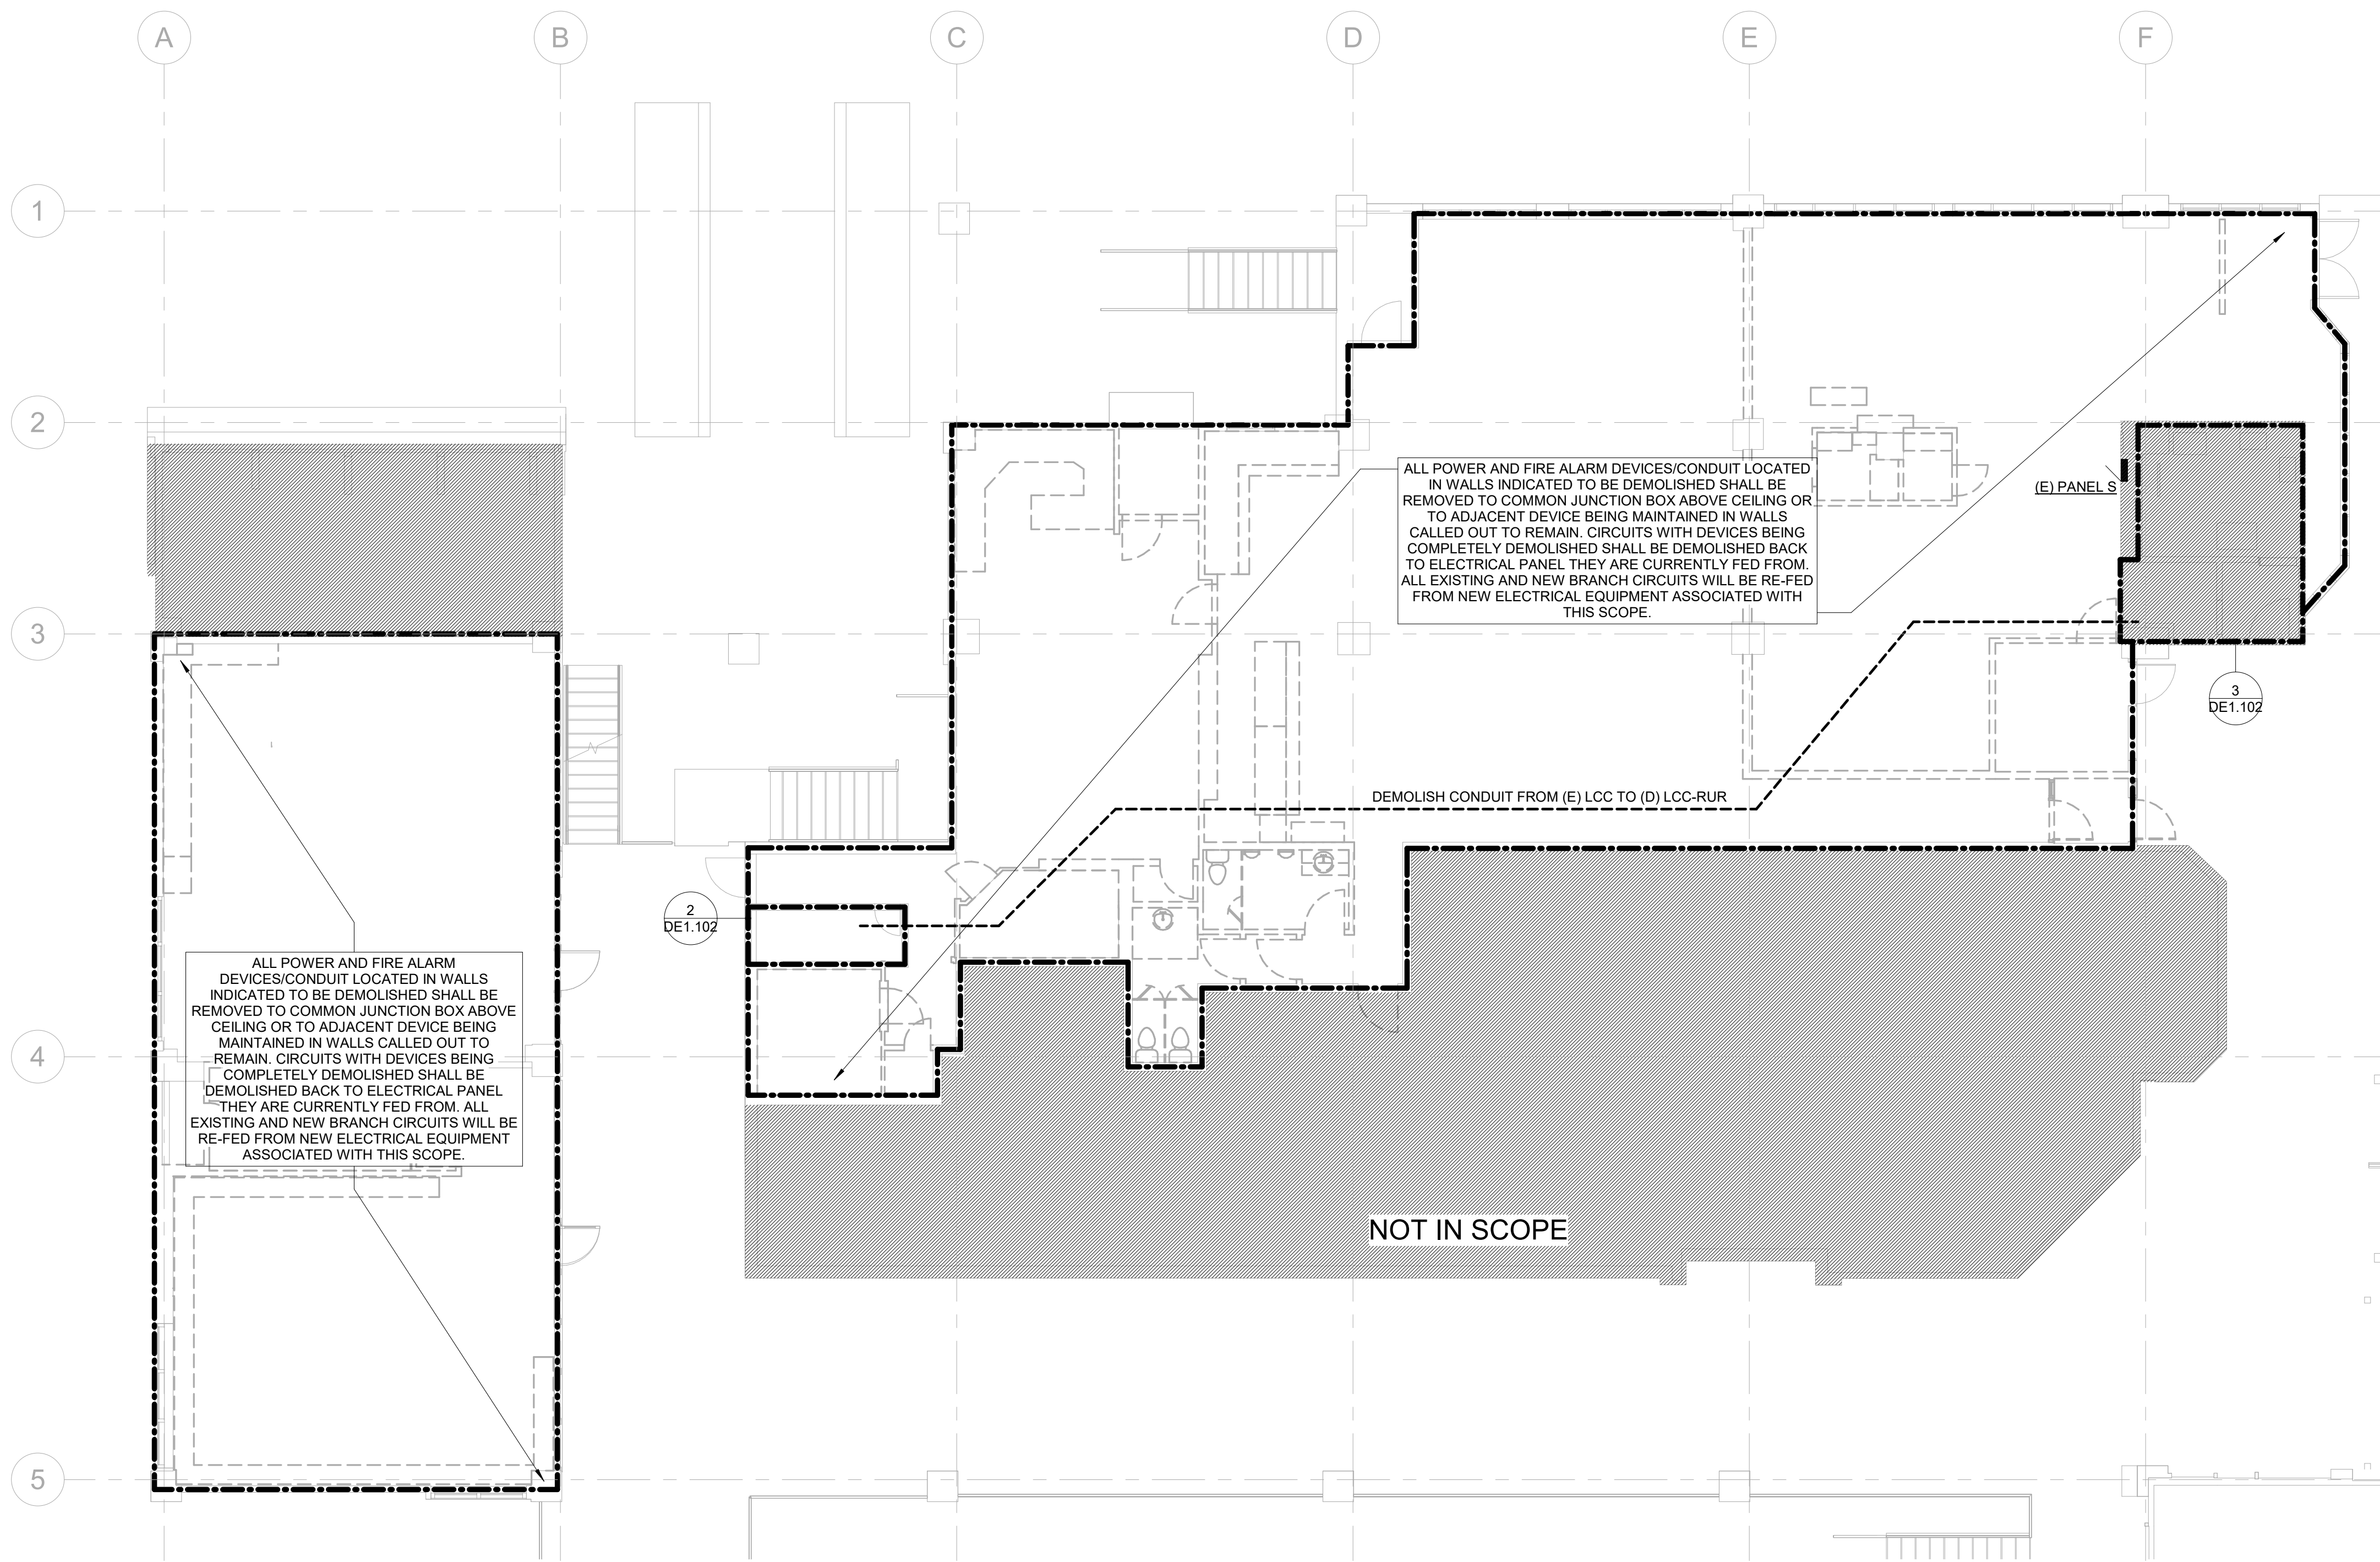 A
B
C
D
E
F
1
2
3
4
5
ALL POWER AND FIRE ALARM DEVICES/CONDUIT LOCATED
IN WALLS INDICATED TO BE DEMOLISHED SHALL BE
REMOVED TO COMMON JUNCTION BOX ABOVE CEILING OR
TO ADJACENT DEVICE BEING MAINTAINED IN WALLS
CALLED OUT TO REMAIN. CIRCUITS WITH DEVICES BEING
COMPLETELY DEMOLISHED SHALL BE DEMOLISHED BACK
TO ELECTRICAL PANEL THEY ARE CURRENTLY FED FROM.
ALL EXISTING AND NEW BRANCH CIRCUITS WILL BE RE-FED
FROM NEW ELECTRICAL EQUIPMENT ASSOCIATED WITH
THIS SCOPE.
(E) PANEL S
3
DE1.102
DEMOLISH CONDUIT FROM (E) LCC TO (D) LCC-RUR
2
DE1.102
ALL POWER AND FIRE ALARM
DEVICES/CONDUIT LOCATED IN WALLS
INDICATED TO BE DEMOLISHED SHALL BE
REMOVED TO COMMON JUNCTION BOX ABOVE
CEILING OR TO ADJACENT DEVICE BEING
MAINTAINED IN WALLS CALLED OUT TO
REMAIN. CIRCUITS WITH DEVICES BEING
COMPLETELY DEMOLISHED SHALL BE
DEMOLISHED BACK TO ELECTRICAL PANEL
THEY ARE CURRENTLY FED FROM. ALL
EXISTING AND NEW BRANCH CIRCUITS WILL BE
RE-FED FROM NEW ELECTRICAL EQUIPMENT
ASSOCIATED WITH THIS SCOPE.
NOT IN SCOPE